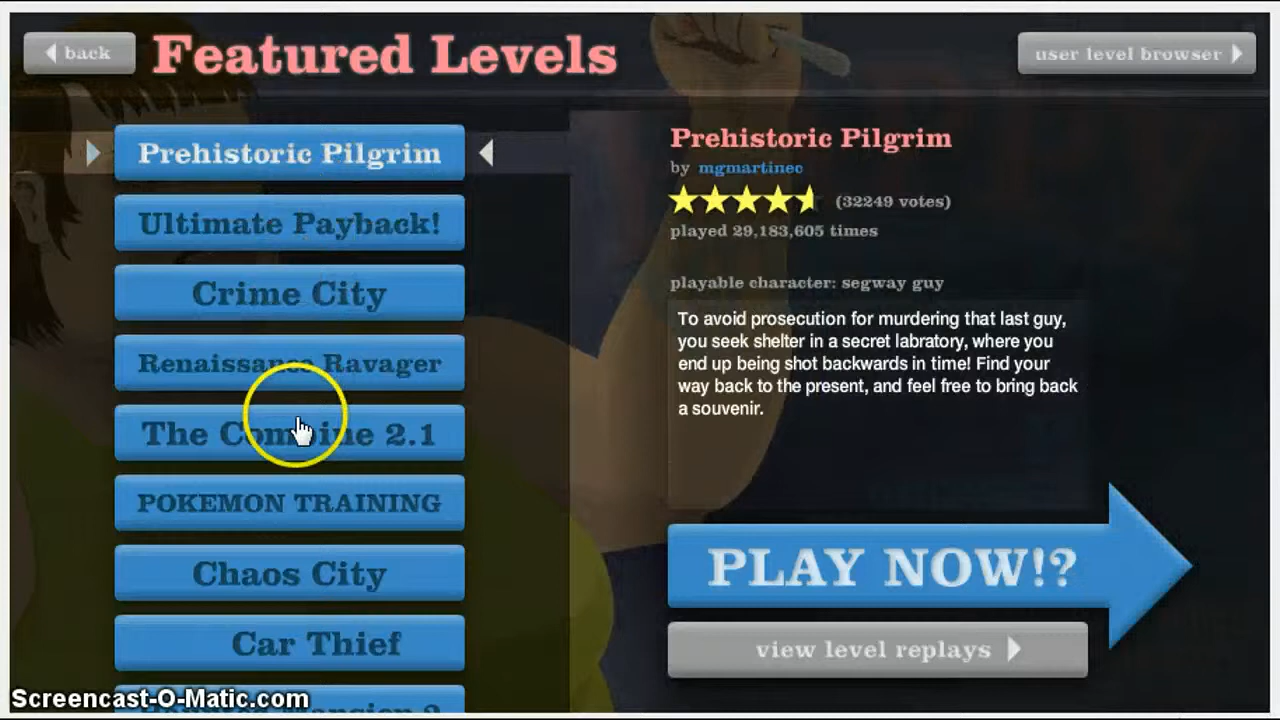 back
Featured Levels
user level browser
Prehistoric Pilgrim
Ultimate Payback!
Crime City
Renaissance Ravager
The Combine 2.1
POKEMON TRAINING
Chaos City
Car Thief
Mansion 2
Prehistoric Pilgrim
by mgmartinec
(32249 votes)
played 29,183,605 times
playable character: segway guy
To avoid prosecution for murdering that last guy,
you seek shelter in a secret labratory, where you
end up being shot backwards in time! Find your
way back to the present, and feel free to bring back
a souvenir.
PLAY NOW!?
view level replays
Screencast-O-Matic.com